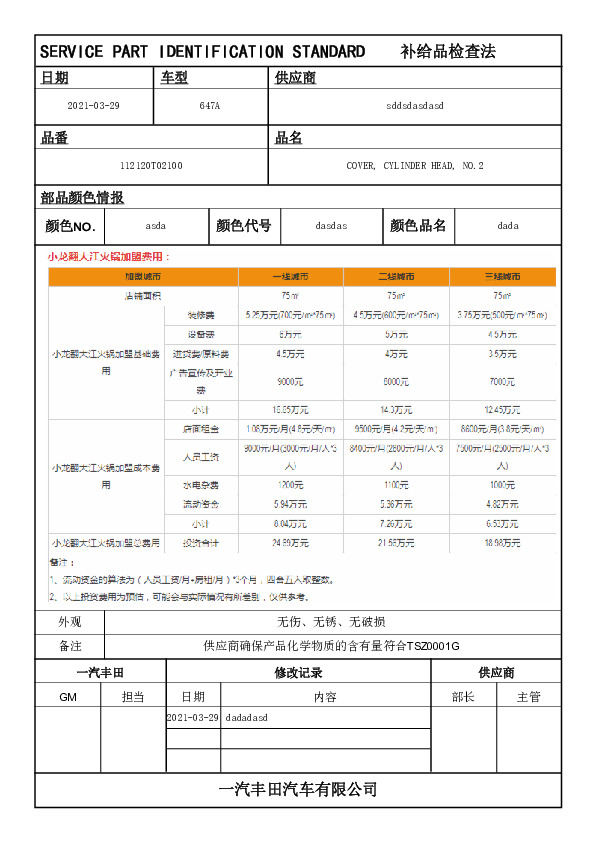 SERVICE PART IDENTIFICATION STANDARD 补给品检查法
日期 车型 供应商
2021-03-29 647A sddsdasdasd
品番 品名
112120T02100 COVER, CYLINDER HEAD, NO.2
部品颜色情报
颜色NO. asda 颜色代号 dasdas 颜色品名 dada
小龙翻大江火锅加盟费用：
加盟城市 一线城市 二线城市 三线城市
店铺面积 75m² 75m² 75m²
装修费 5.25万元(700元/m²*75m²) 4.5万元(600元/m²*75m²) 3.75万元(500元/m²*75m²)
设备费 6万元 5万元 4.5万元
小龙翻大江火锅加盟基础费用 进货费/原料费 4.5万元 4万元 3.5万元
广告宣传及开业费 9000元 8000元 7000元
小计 16.65万元 14.3万元 12.45万元
店面租金 1.08万元/月(4.8元/天/m²) 9500元/月(4.2元/天/m²) 8600元/月(3.8元/天/m²)
人员工资 9000元/月(3000元/月/人*3人) 8400元/月(2800元/月/人*3人) 7500元/月(2500元/月/人*3人)
小龙翻大江火锅加盟成本费用 水电杂费 1200元 1100元 1000元
流动资金 5.94万元 5.36万元 4.82万元
小计 8.04万元 7.26万元 6.53万元
小龙翻大江火锅加盟总费用 投资合计 24.69万元 21.56万元 18.98万元
备注：
1、流动资金的算法为（人员工资/月+房租/月）*3个月，四舍五入取整数。
2、以上投资费用为预估，可能会与实际情况有所差别，仅供参考。
外观 无伤、无锈、无破损
备注 供应商确保产品化学物质的含有量符合TSZ0001G
一汽丰田 修改记录 供应商
GM 担当 日期 内容 部长 主管
2021-03-29 dadadasd
一汽丰田汽车有限公司